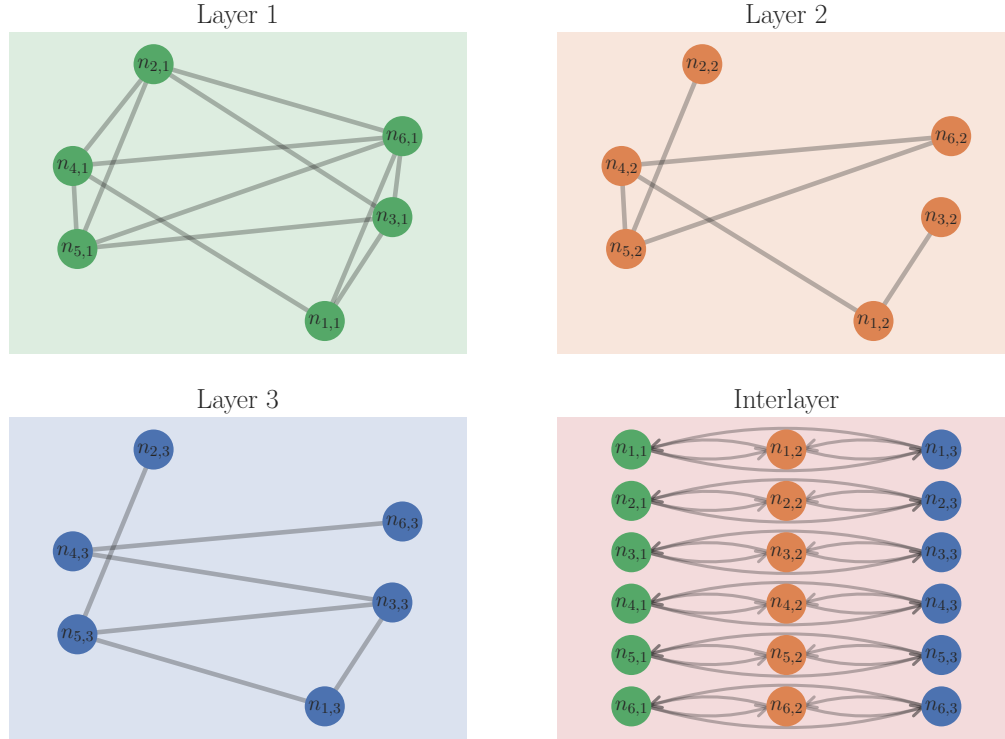 Layer 1
n2,1
n6,1
n4,1
n3,1
n5,1
n1,1
Layer 2
n2,2
n6,2
n4,2
n3,2
n5,2
n1,2
Layer 3
n2,3
n6,3
n4,3
n3,3
n5,3
n1,3
Interlayer
n1,1 n1,2 n1,3
n2,1 n2,2 n2,3
n3,1 n3,2 n3,3
n4,1 n4,2 n4,3
n5,1 n5,2 n5,3
n6,1 n6,2 n6,3